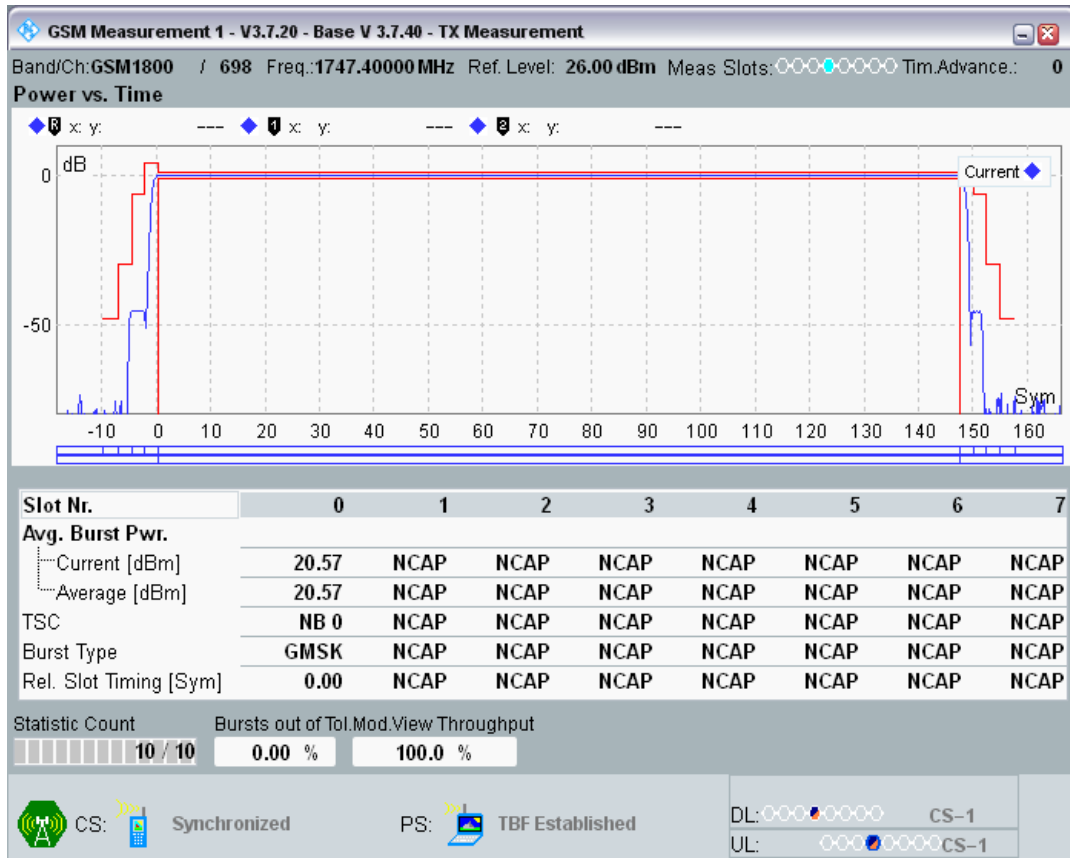 GSM Measurement 1 - V3.7.20 - Base V 3.7.40 - TX Measurement
Band/Ch:GSM1800 / 698 Freq.:1747.40000 MHz Ref. Level: 26.00 dBm Meas Slots: Tim.Advance.: 0
Power vs. Time
R x: y: --- 1 x: y: --- 2 x: y: ---
dB
Current
0
-50
Sym
-10 0 10 20 30 40 50 60 70 80 90 100 110 120 130 140 150 160
Slot Nr. 0 1 2 3 4 5 6 7
Avg. Burst Pwr.
Current [dBm] 20.57 NCAP NCAP NCAP NCAP NCAP NCAP NCAP
Average [dBm] 20.57 NCAP NCAP NCAP NCAP NCAP NCAP NCAP
TSC NB 0 NCAP NCAP NCAP NCAP NCAP NCAP NCAP
Burst Type GMSK NCAP NCAP NCAP NCAP NCAP NCAP NCAP
Rel. Slot Timing [Sym] 0.00 NCAP NCAP NCAP NCAP NCAP NCAP NCAP
Statistic Count Bursts out of Tol.Mod.View Throughput
10 / 10 0.00 % 100.0 %
CS: Synchronized PS: TBF Established
DL: CS-1
UL: CS-1